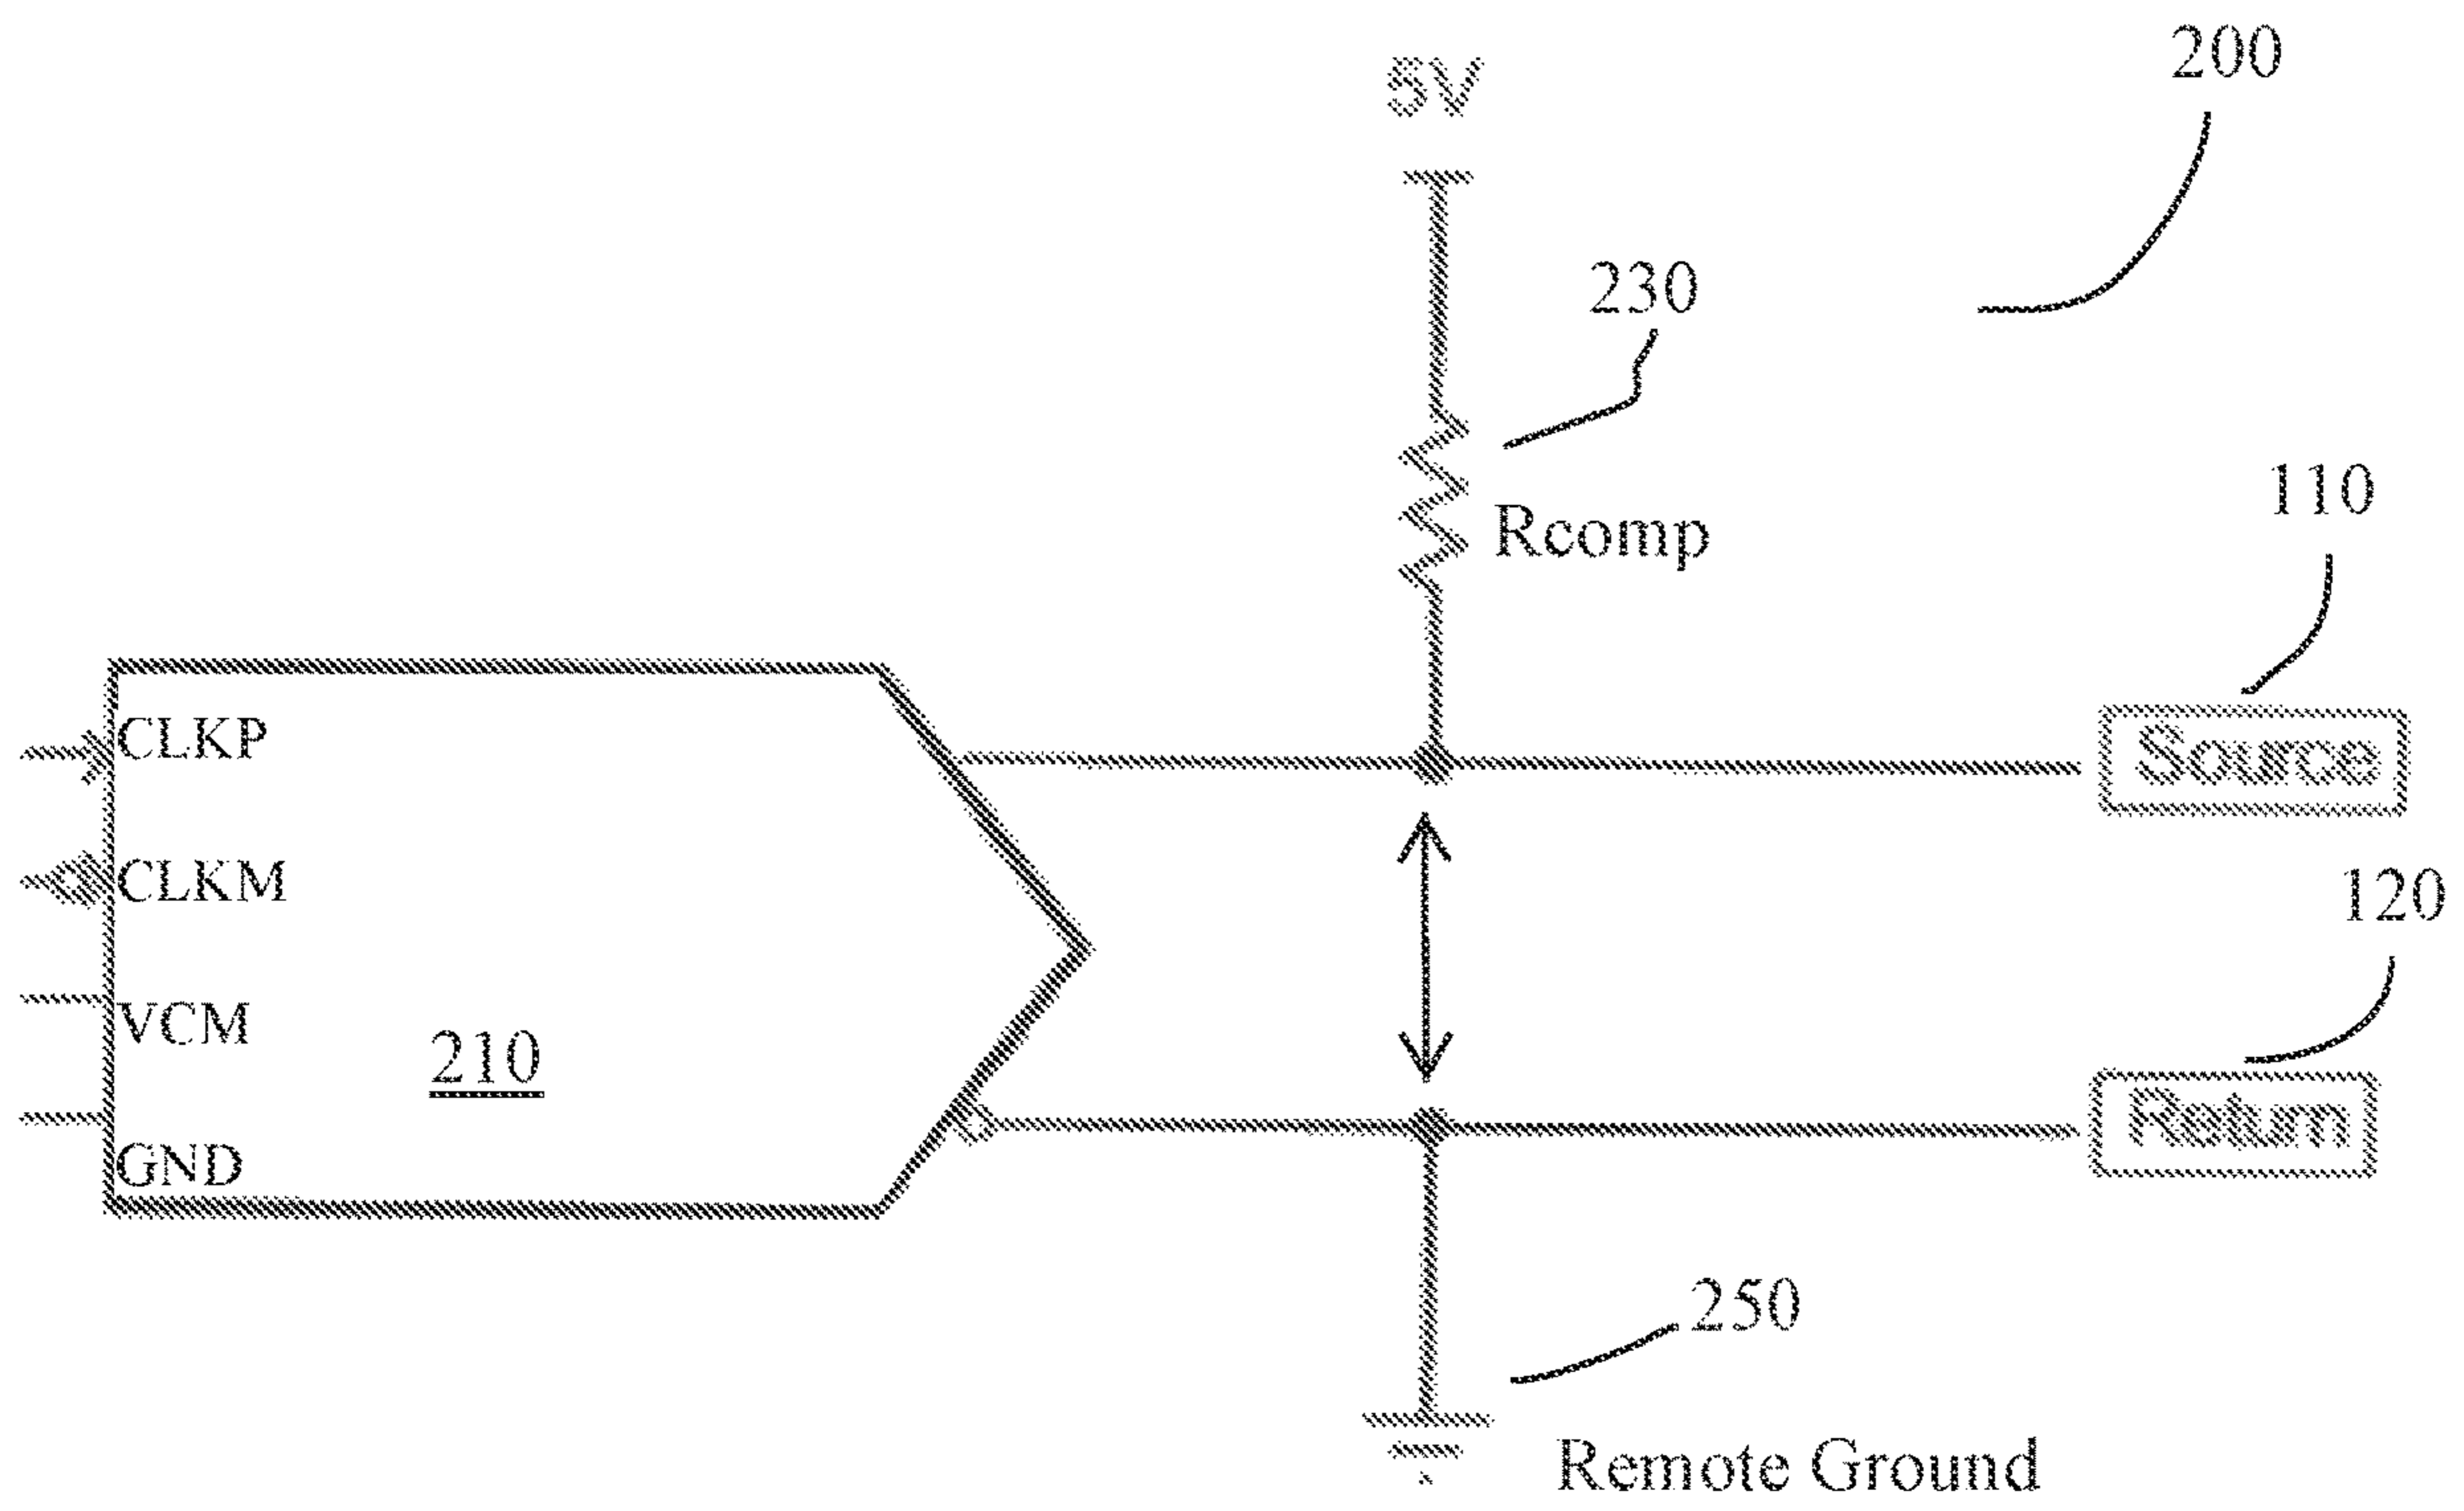 200
5V
230
110
Rcomp
CLKP
Source
CLKM
120
VCM
210
Return
GND
250
Remote Ground